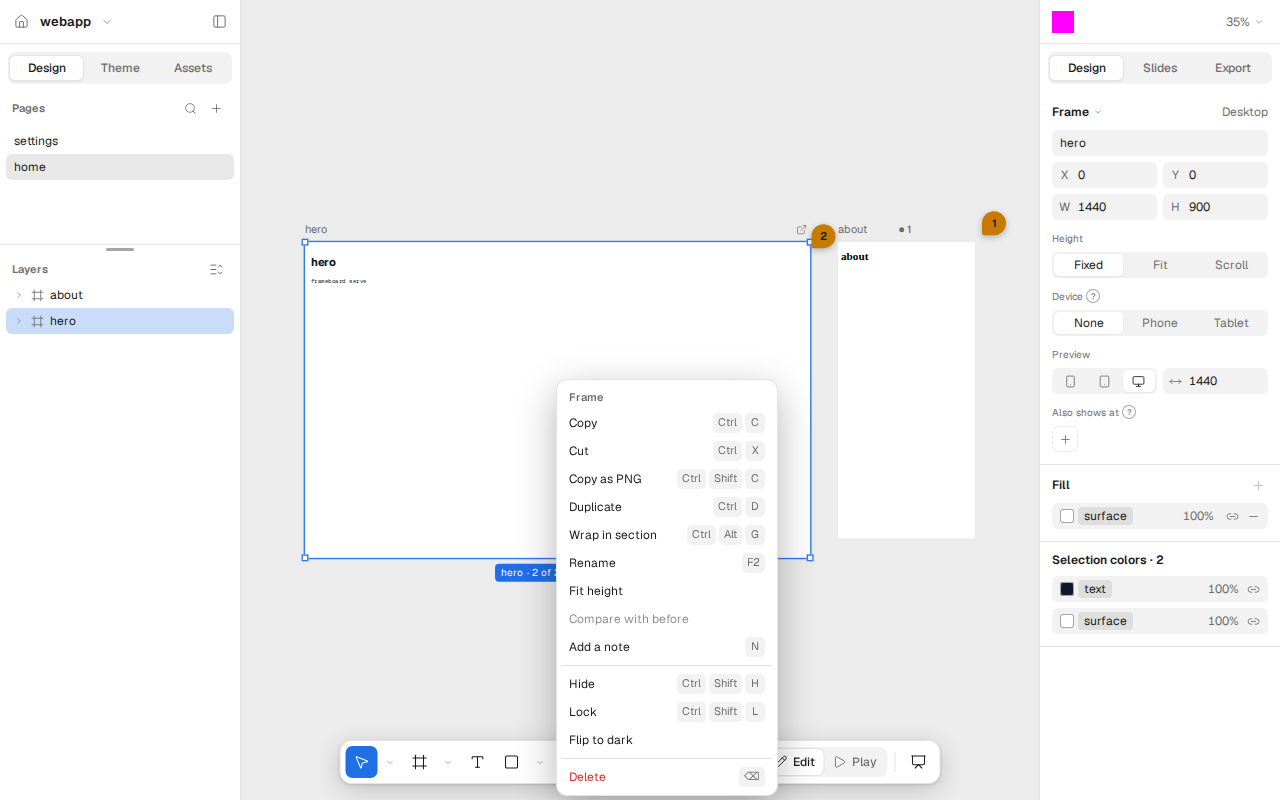 webapp
Design Theme Assets
Pages
settings
home
Layers
about
hero
hero
2
about 1
1
hero
frameboard serve
about
hero · 2 of
Frame
Copy Ctrl C
Cut Ctrl X
Copy as PNG Ctrl Shift C
Duplicate Ctrl D
Wrap in section Ctrl Alt G
Rename F2
Fit height
Compare with before
Add a note N
Hide Ctrl Shift H
Lock Ctrl Shift L
Flip to dark
Delete ⌫
Edit Play
35%
Design Slides Export
Frame Desktop
hero
X 0 Y 0
W 1440 H 900
Height
Fixed Fit Scroll
Device ?
None Phone Tablet
Preview
1440
Also shows at ?
Fill
surface 100%
Selection colors · 2
text 100%
surface 100%